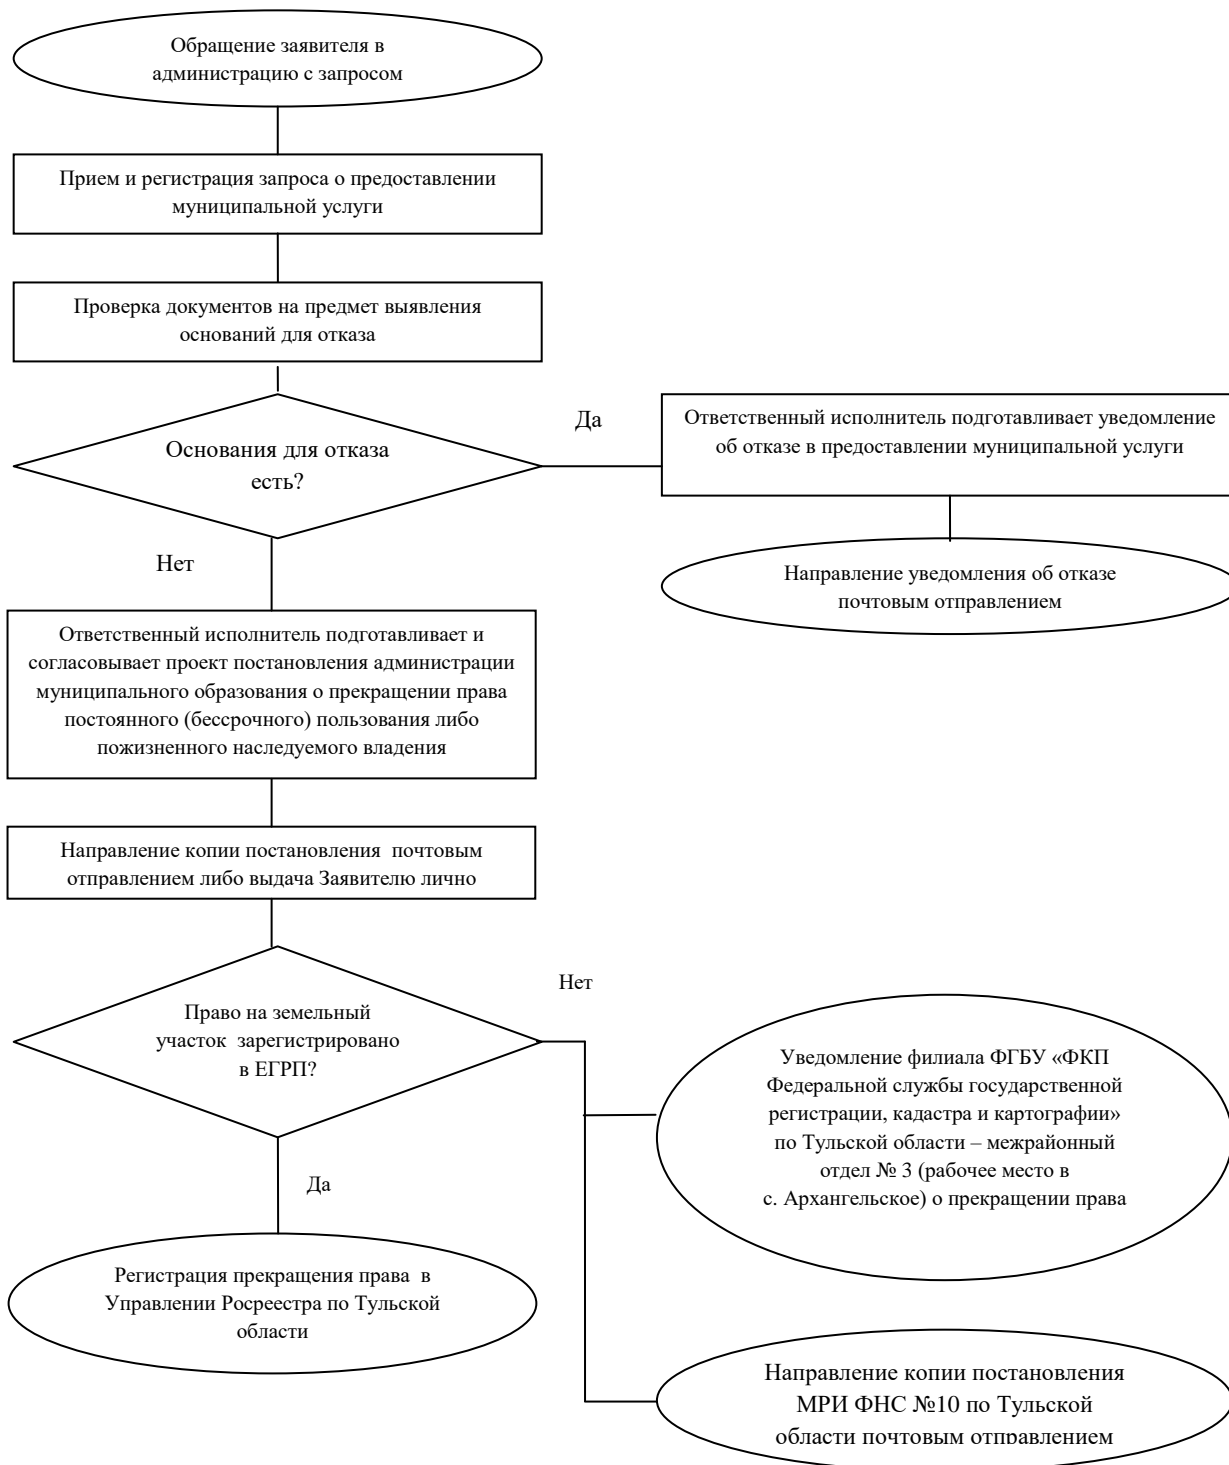 Обращение заявителя в
администрацию с запросом
Прием и регистрация запроса о предоставлении
муниципальной услуги
Проверка документов на предмет выявления
оснований для отказа
Основания для отказа
есть?
Да
Ответственный исполнитель подготавливает уведомление
об отказе в предоставлении муниципальной услуги
Направление уведомления об отказе
почтовым отправлением
Нет
Ответственный исполнитель подготавливает и
согласовывает проект постановления администрации
муниципального образования о прекращении права
постоянного (бессрочного) пользования либо
пожизненного наследуемого владения
Направление копии постановления почтовым
отправлением либо выдача Заявителю лично
Право на земельный
участок зарегистрировано
в ЕГРП?
Нет
Уведомление филиала ФГБУ «ФКП
Федеральной службы государственной
регистрации, кадастра и картографии»
по Тульской области – межрайонный
отдел № 3 (рабочее место в
с. Архангельское) о прекращении права
Да
Регистрация прекращения права в
Управлении Росреестра по Тульской
области
Направление копии постановления
МРИ ФНС №10 по Тульской
области почтовым отправлением